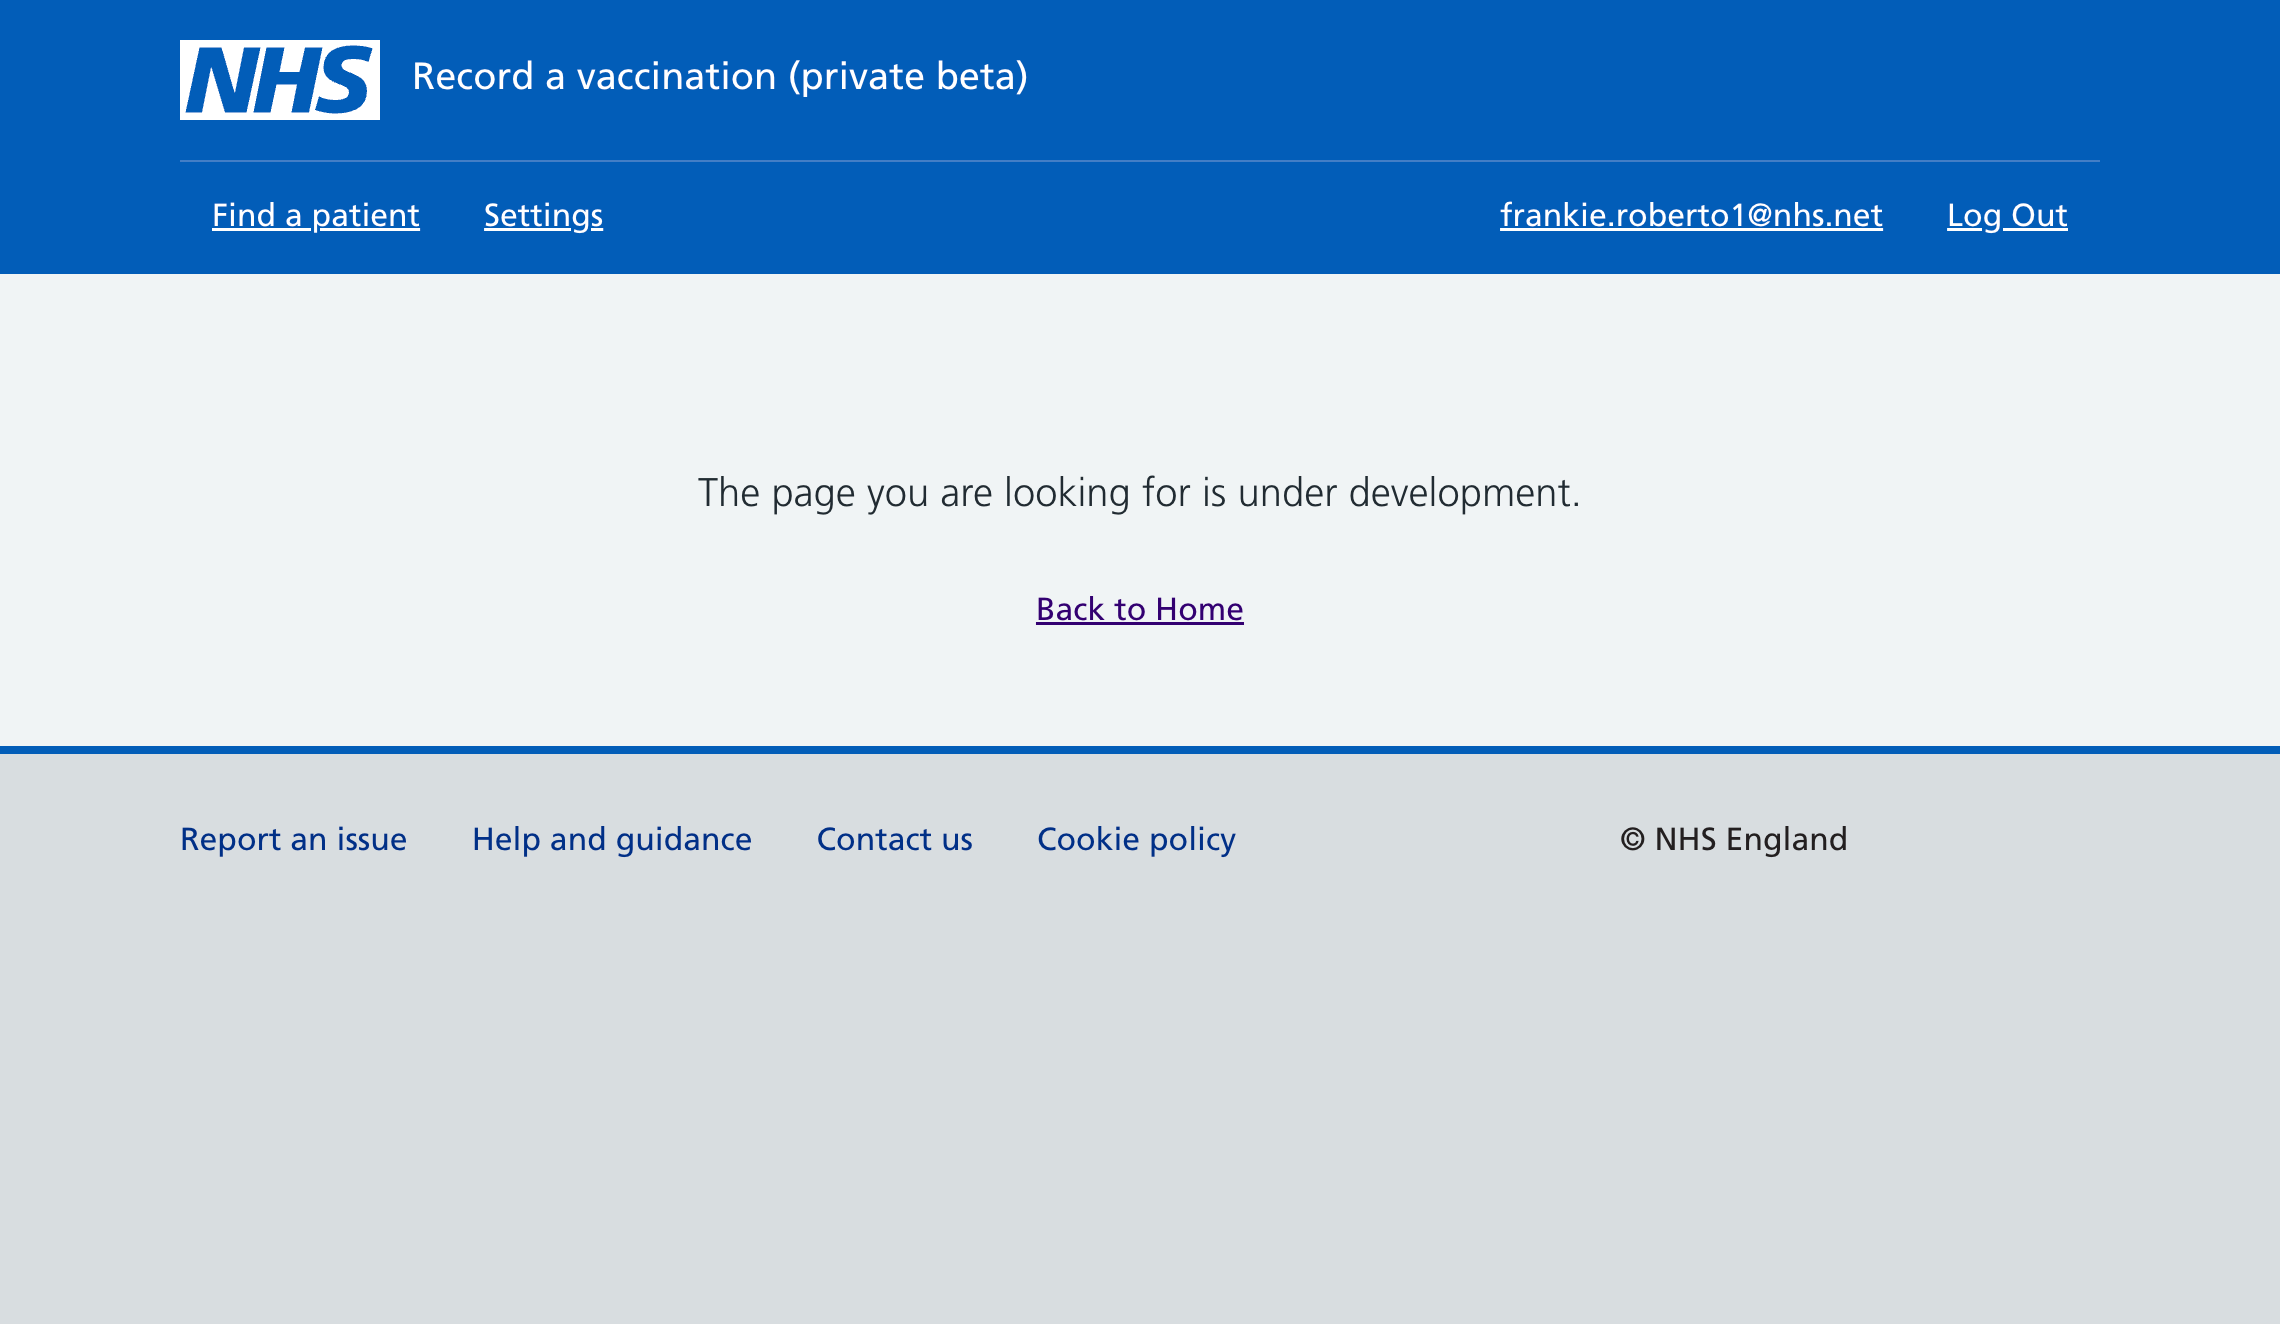 NHS Record a vaccination (private beta)
Find a patient Settings frankie.roberto1@nhs.net Log Out
The page you are looking for is under development.
Back to Home
Report an issue Help and guidance Contact us Cookie policy © NHS England